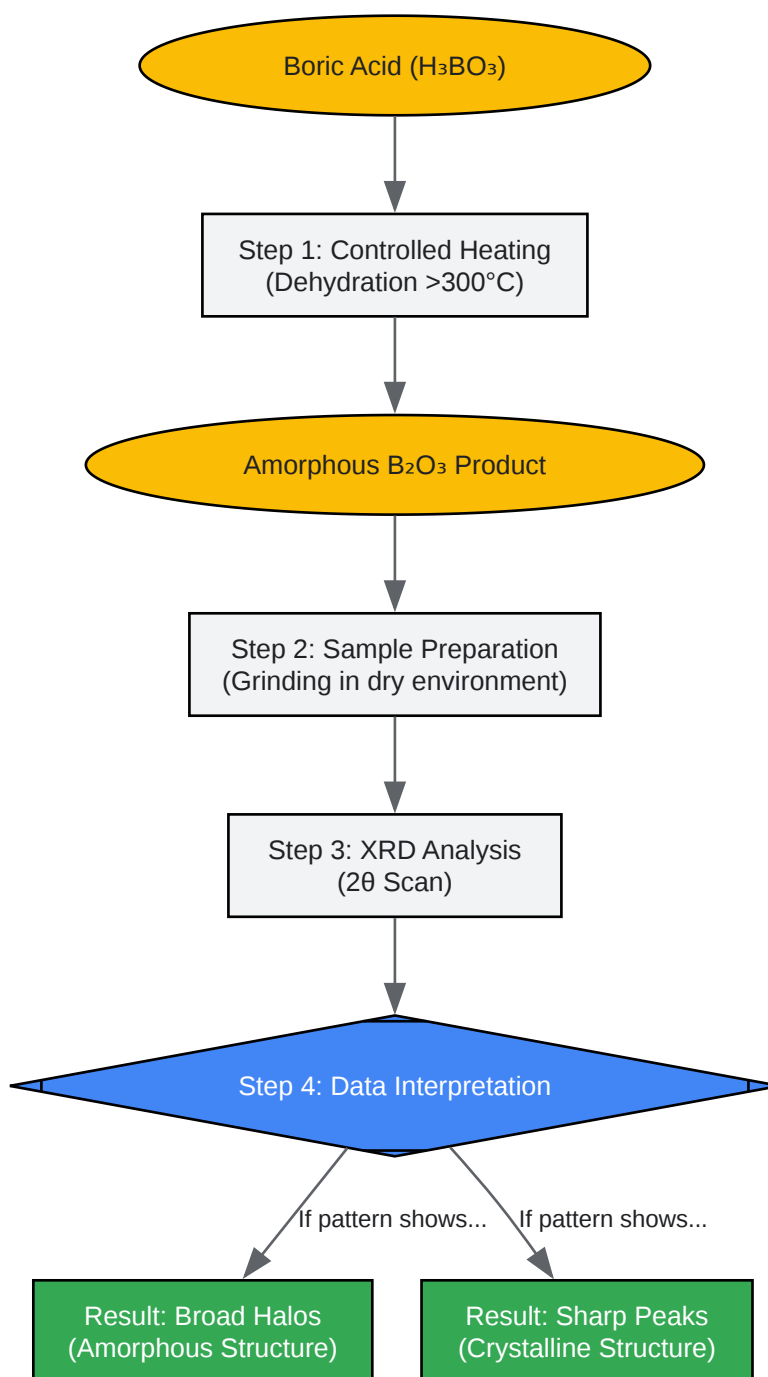 Boric Acid (H₃BO₃)
Step 1: Controlled Heating
(Dehydration >300°C)
Amorphous B₂O₃ Product
Step 2: Sample Preparation
(Grinding in dry environment)
Step 3: XRD Analysis
(2θ Scan)
Step 4: Data Interpretation
If pattern shows...
If pattern shows...
Result: Broad Halos
(Amorphous Structure)
Result: Sharp Peaks
(Crystalline Structure)